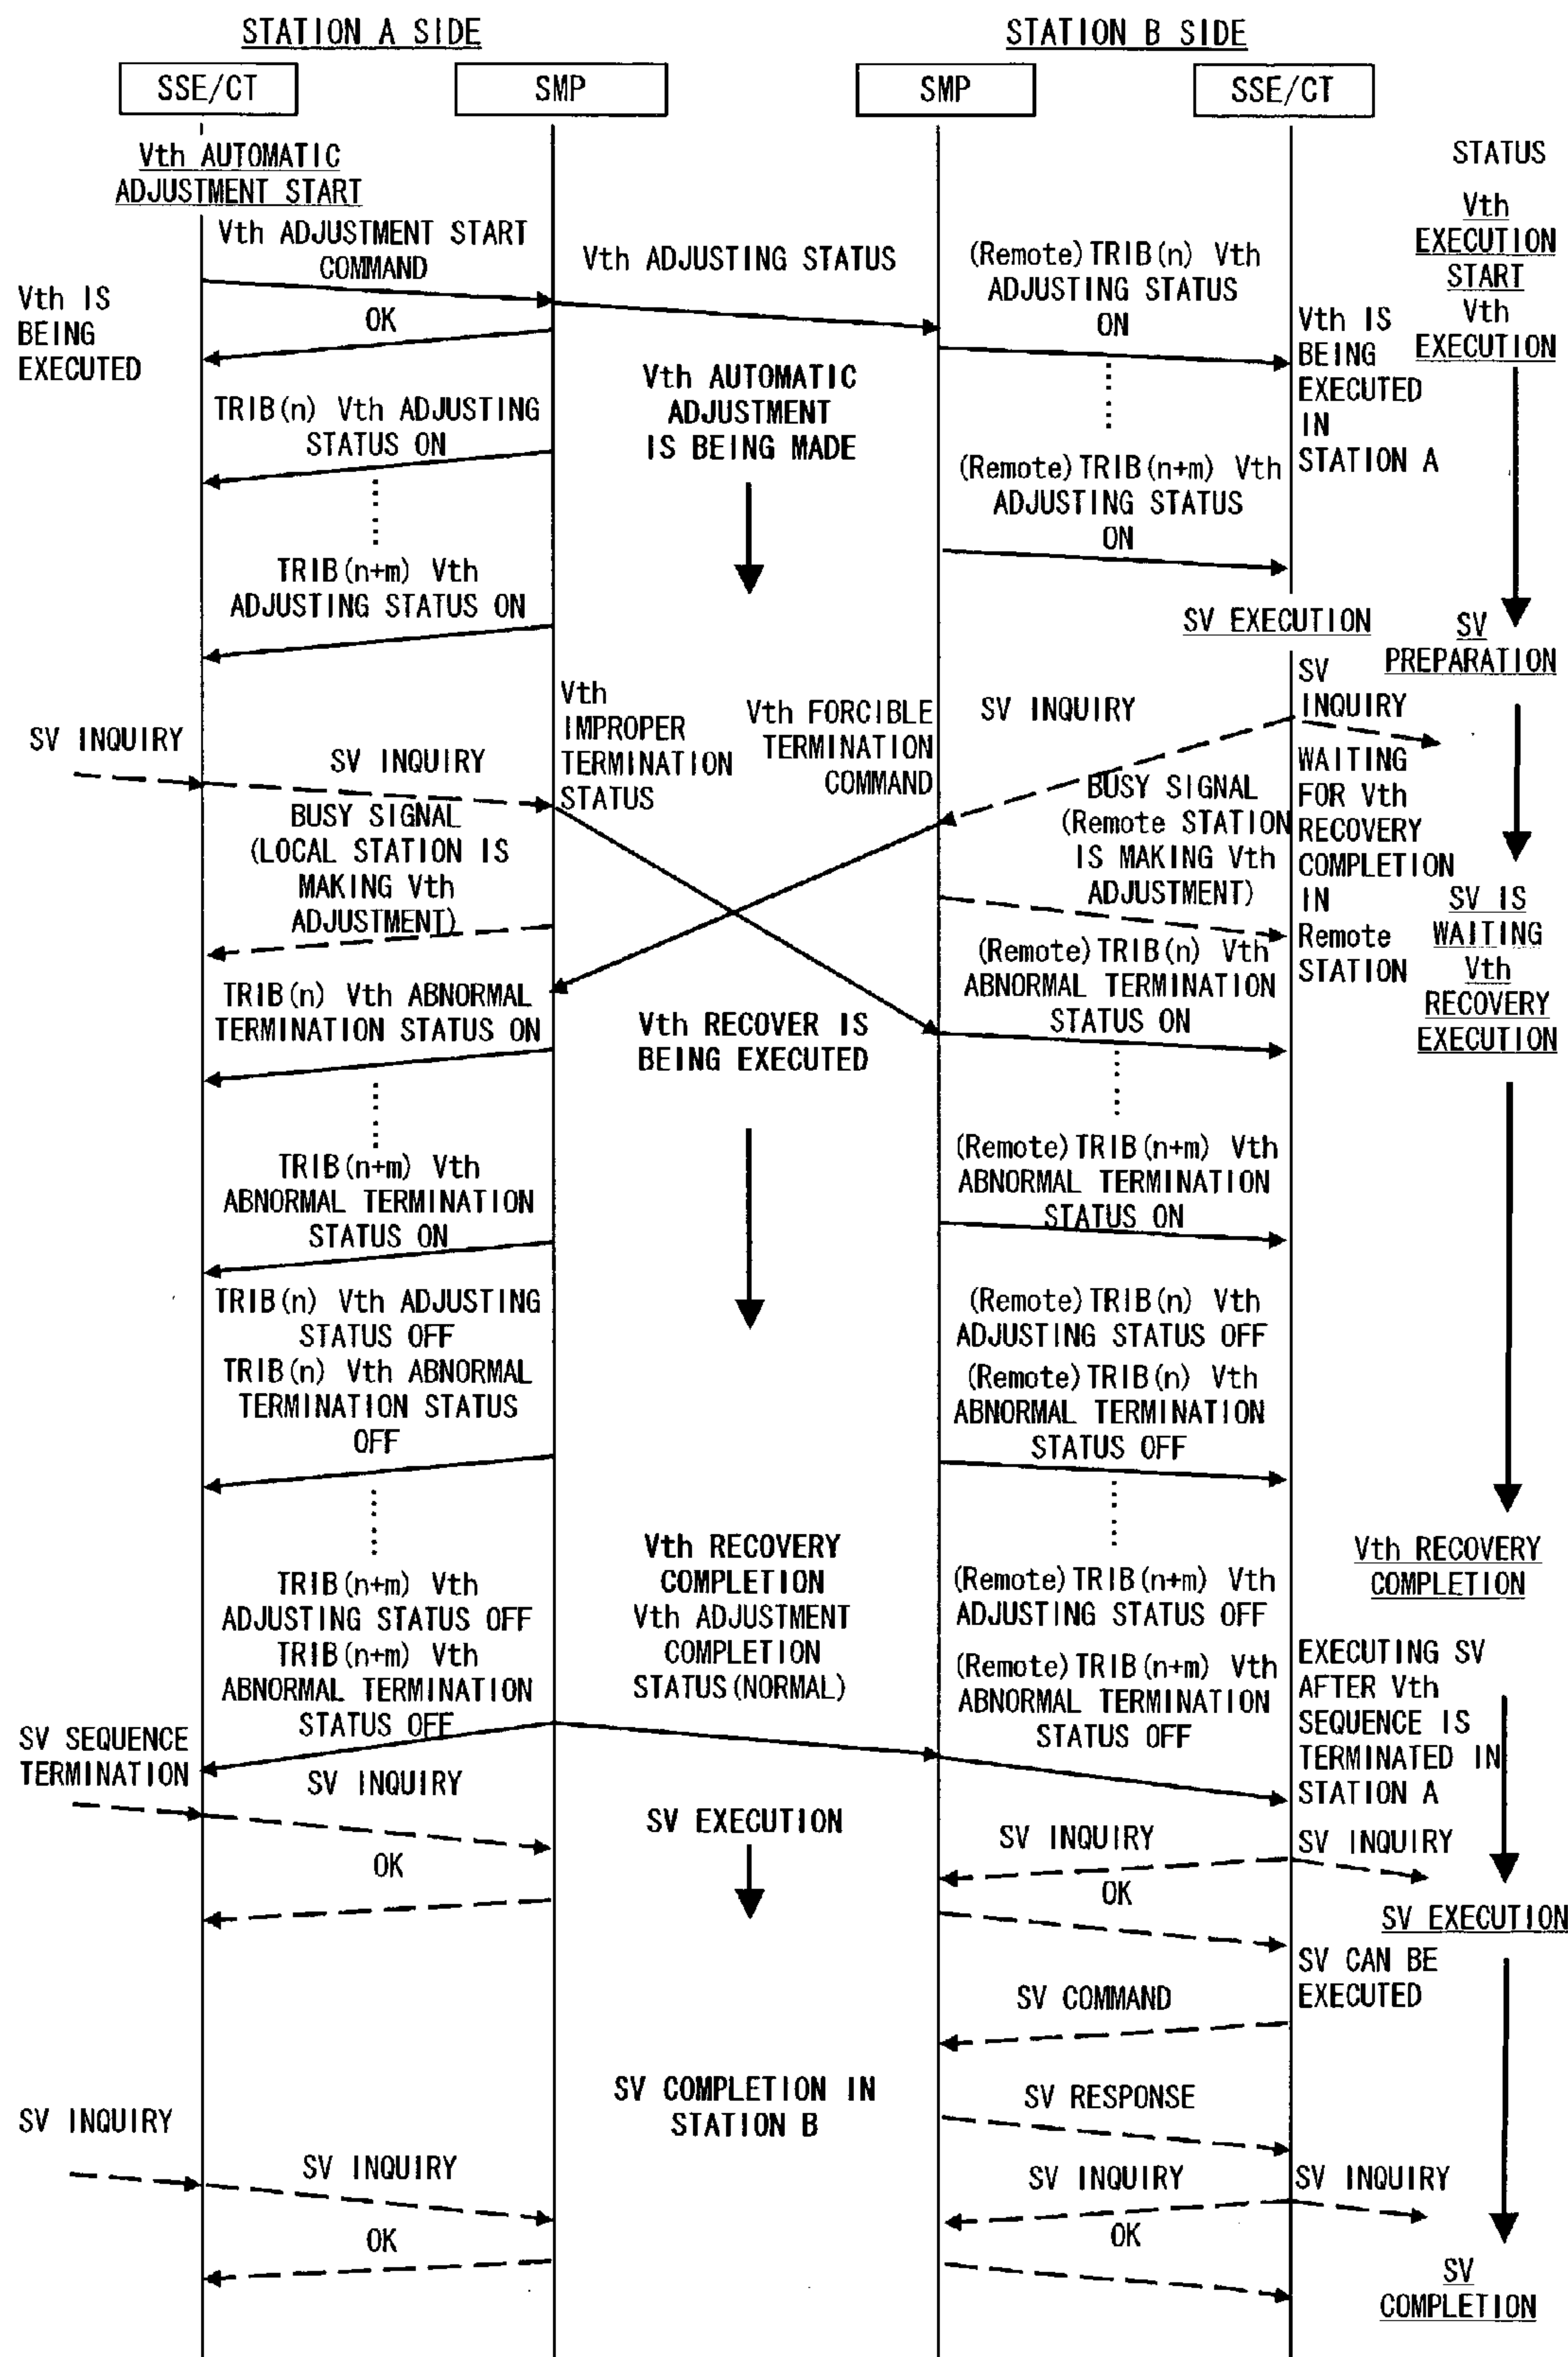 STATION A SIDE
STATION B SIDE
SSE/CT
SMP
SMP
SSE/CT
STATUS
Vth AUTOMATIC
ADJUSTMENT START
Vth
EXECUTION
START
Vth
EXECUTION
Vth ADJUSTMENT START
COMMAND
Vth ADJUSTING STATUS
(Remote)TRIB(n) Vth
ADJUSTING STATUS
ON
Vth IS
BEING
EXECUTED
OK
Vth IS
BEING
EXECUTED
IN
STATION A
Vth AUTOMATIC
ADJUSTMENT
IS BEING MADE
TRIB(n) Vth ADJUSTING
STATUS ON
(Remote)TRIB(n+m) Vth
ADJUSTING STATUS
ON
TRIB(n+m) Vth
ADJUSTING STATUS ON
SV EXECUTION
SV
PREPARATION
SV
INQUIRY
Vth
IMPROPER
TERMINATION
STATUS
Vth FORCIBLE
TERMINATION
COMMAND
SV INQUIRY
SV INQUIRY
SV INQUIRY
WAITING
FOR Vth
RECOVERY
COMPLETION
IN
Remote
STATION
BUSY SIGNAL
(LOCAL STATION IS
MAKING Vth
ADJUSTMENT)
BUSY SIGNAL
(Remote STATION
IS MAKING Vth
ADJUSTMENT)
SV IS
WAITING
Vth
RECOVERY
EXECUTION
TRIB(n) Vth ABNORMAL
TERMINATION STATUS ON
(Remote)TRIB(n) Vth
ABNORMAL TERMINATION
STATUS ON
Vth RECOVER IS
BEING EXECUTED
TRIB(n+m) Vth
ABNORMAL TERMINATION
STATUS ON
(Remote)TRIB(n+m) Vth
ABNORMAL TERMINATION
STATUS ON
TRIB(n) Vth ADJUSTING
STATUS OFF
TRIB(n) Vth ABNORMAL
TERMINATION STATUS
OFF
(Remote)TRIB(n) Vth
ADJUSTING STATUS OFF
(Remote)TRIB(n) Vth
ABNORMAL TERMINATION
STATUS OFF
Vth RECOVERY
COMPLETION
Vth ADJUSTMENT
COMPLETION
STATUS(NORMAL)
Vth RECOVERY
COMPLETION
TRIB(n+m) Vth
ADJUSTING STATUS OFF
TRIB(n+m) Vth
ABNORMAL TERMINATION
STATUS OFF
(Remote)TRIB(n+m) Vth
ADJUSTING STATUS OFF
(Remote)TRIB(n+m) Vth
ABNORMAL TERMINATION
STATUS OFF
EXECUTING SV
AFTER Vth
SEQUENCE IS
TERMINATED IN
STATION A
SV SEQUENCE
TERMINATION
SV INQUIRY
SV EXECUTION
SV INQUIRY
SV INQUIRY
OK
OK
SV EXECUTION
SV CAN BE
EXECUTED
SV COMMAND
SV COMPLETION IN
STATION B
SV RESPONSE
SV INQUIRY
SV INQUIRY
SV INQUIRY
SV INQUIRY
OK
OK
SV
COMPLETION